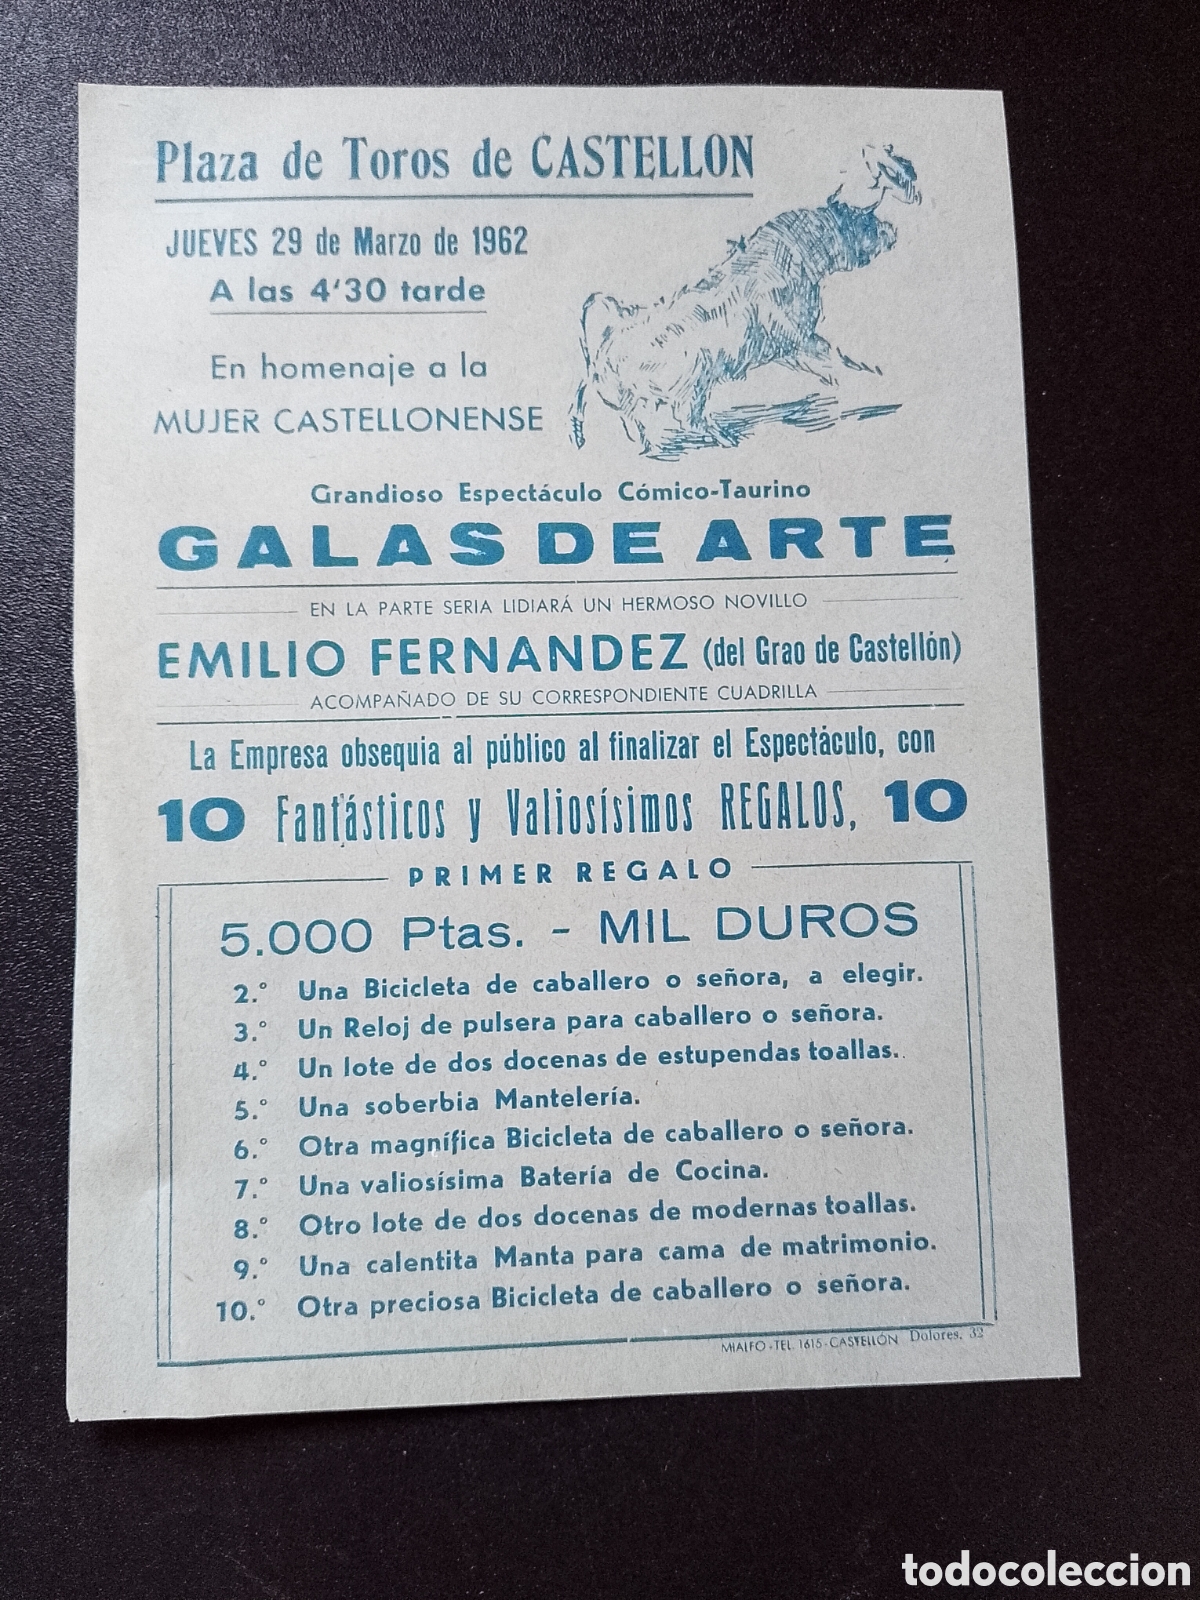 Plaza de Toros de CASTELLON
JUEVES 29 de Marzo de 1962
A las 4'30 tarde
En homenaje a la
MUJER CASTELLONENSE
Grandioso Espectáculo Cómico-Taurino
GALAS DE ARTE
EN LA PARTE SERIA LIDIARÁ UN HERMOSO NOVILLO
EMILIO FERNANDEZ (del Grao de Castellón)
ACOMPAÑADO DE SU CORRESPONDIENTE CUADRILLA
La Empresa obsequia al público al finalizar el Espectáculo, con
10 Fantásticos y Valiosísimos REGALOS, 10
PRIMER REGALO
5.000 Ptas. - MIL DUROS
2.º Una Bicicleta de caballero o señora, a elegir.
3.º Un Reloj de pulsera para caballero o señora.
4.º Un lote de dos docenas de estupendas toallas.
5.º Una soberbia Mantelería.
6.º Otra magnífica Bicicleta de caballero o señora.
7.º Una valiosísima Batería de Cocina.
8.º Otro lote de dos docenas de modernas toallas.
9.º Una calentita Manta para cama de matrimonio.
10.º Otra preciosa Bicicleta de caballero o señora.
MIALFO - TEL. 1615 - CASTELLÓN Dolores, 32
todocoleccion